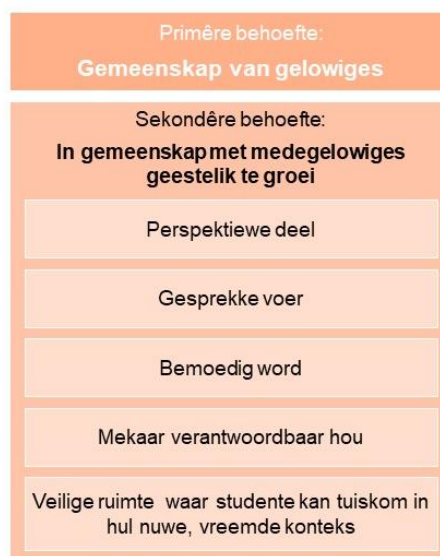 Primêre behoefte:
Gemeenskap van gelowiges
Sekondêre behoefte:
In gemeenskap met medegelowiges
geestelik te groei
Perspektiewe deel
Gesprekke voer
Bemoedig word
Mekaar verantwoordbaar hou
Veilige ruimte waar studente kan tuiskom in
hul nuwe, vreemde konteks